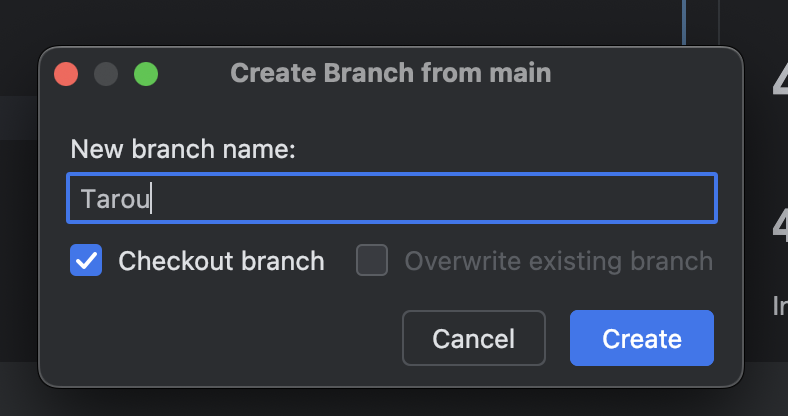 Create Branch from main
New branch name:
Tarou
Checkout branch
Overwrite existing branch
Cancel
Create